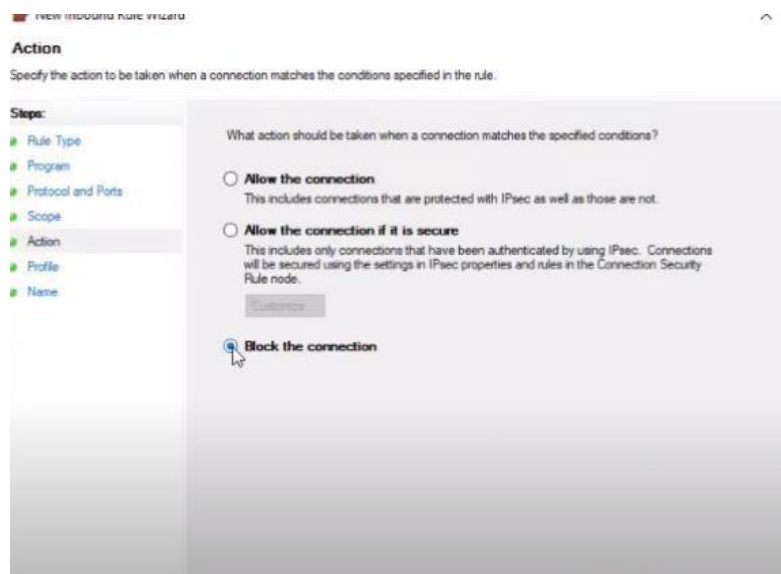 New Inbound Rule Wizard
Action
Specify the action to be taken when a connection matches the conditions specified in the rule.
Steps:
Rule Type
Program
Protocol and Ports
Scope
Action
Profile
Name
What action should be taken when a connection matches the specified conditions?
Allow the connection
This includes connections that are protected with IPsec as well as those are not.
Allow the connection if it is secure
This includes only connections that have been authenticated by using IPsec. Connections
will be secured using the settings in IPsec properties and rules in the Connection Security
Rule node.
Customize...
Block the connection